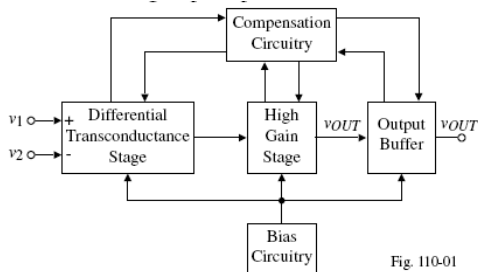 Compensation
Circuitry
v1
+
Differential
Transconductance
Stage
v2
-
High
Gain
Stage
vOUT
Output
Buffer
vOUT
Bias
Circuitry
Fig. 110-01